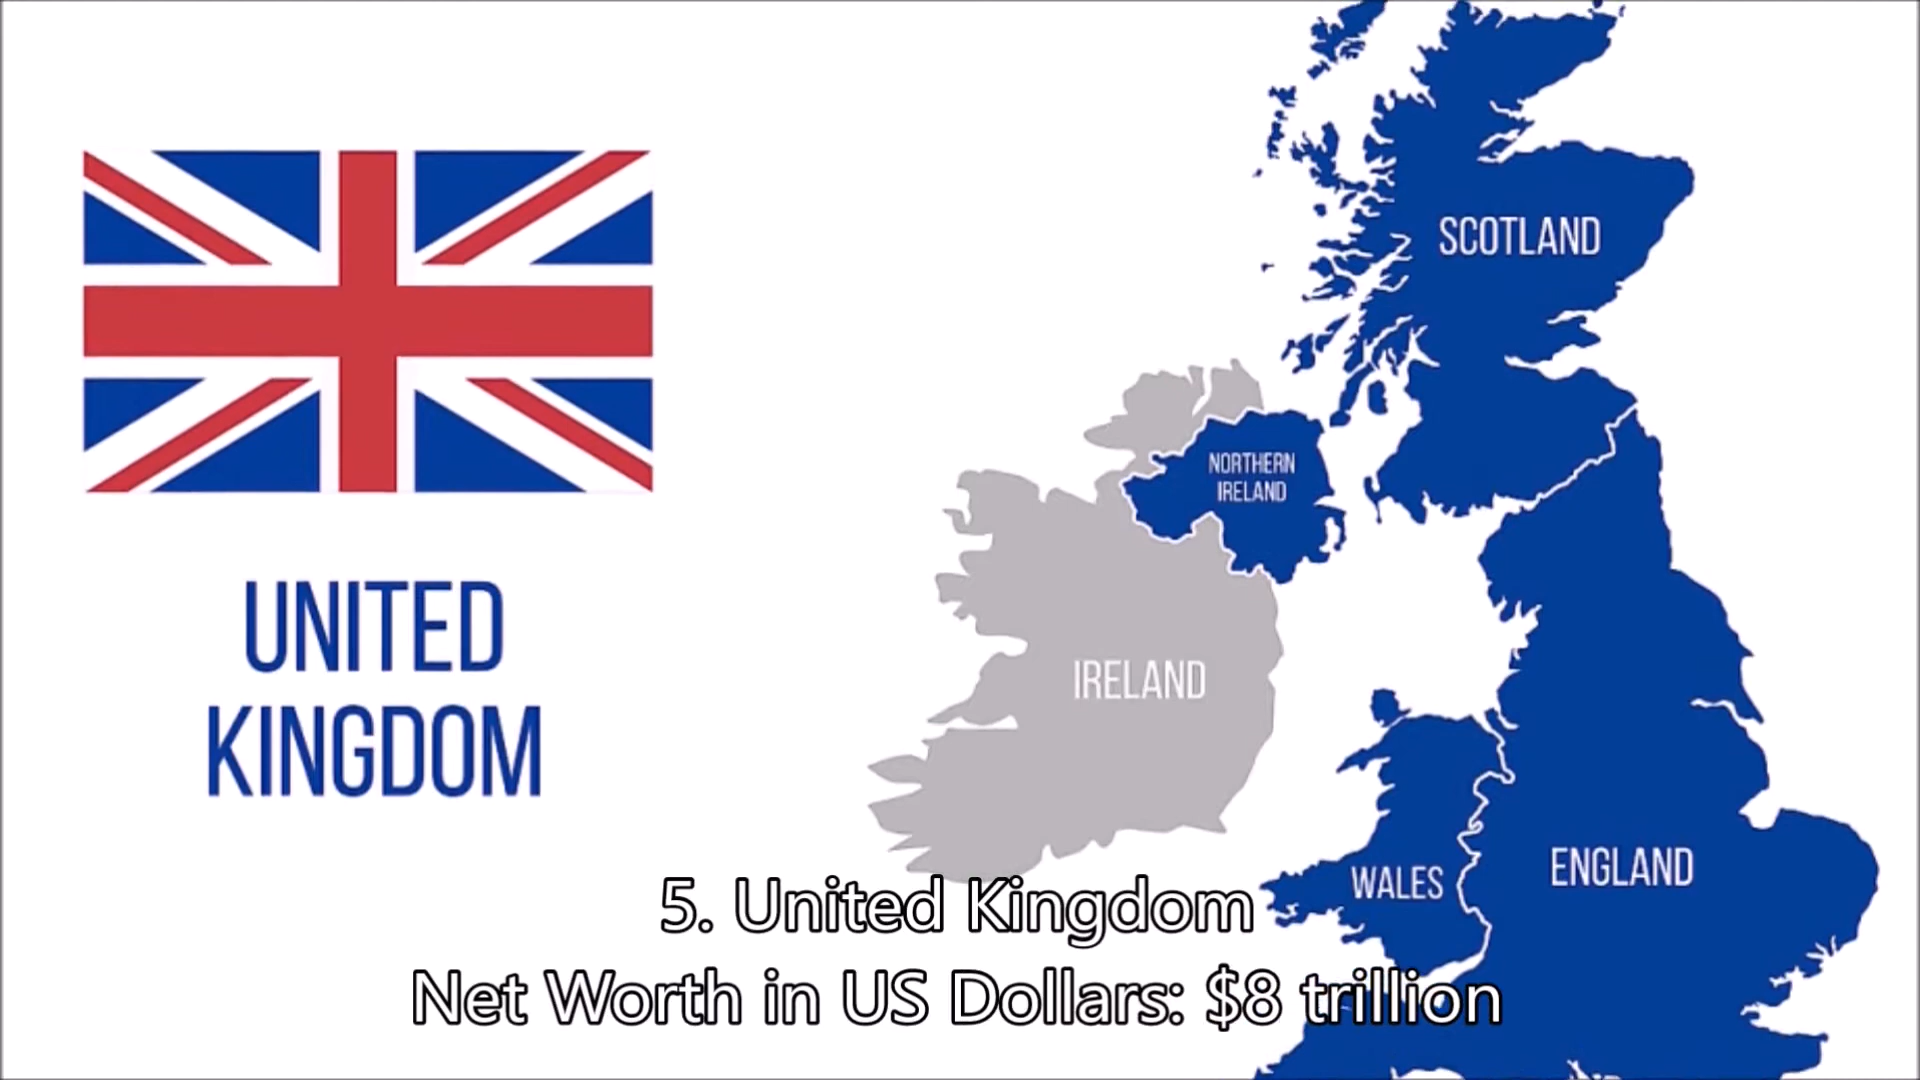 UNITED
KINGDOM
SCOTLAND
NORTHERN
IRELAND
IRELAND
WALES
ENGLAND
5. United Kingdom
Net Worth in US Dollars: $8 trillion